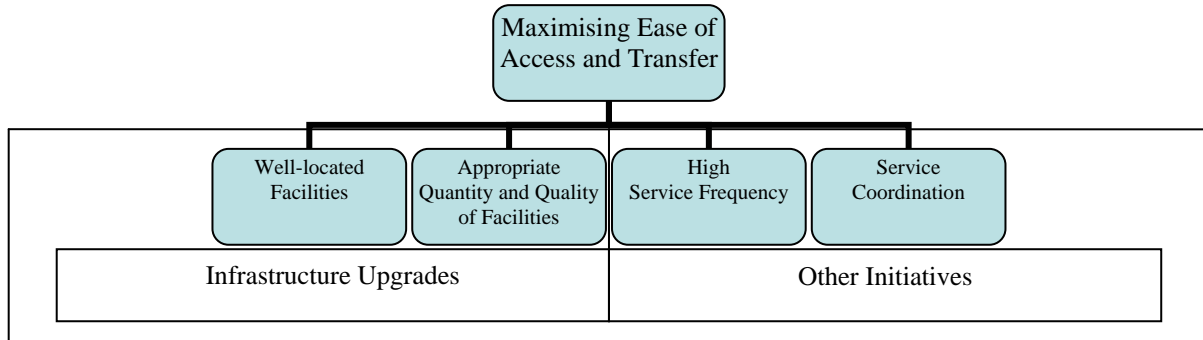 Maximising Ease of
Access and Transfer
Well-located
Facilities
Appropriate
Quantity and Quality
of Facilities
High
Service Frequency
Service
Coordination
Infrastructure Upgrades
Other Initiatives